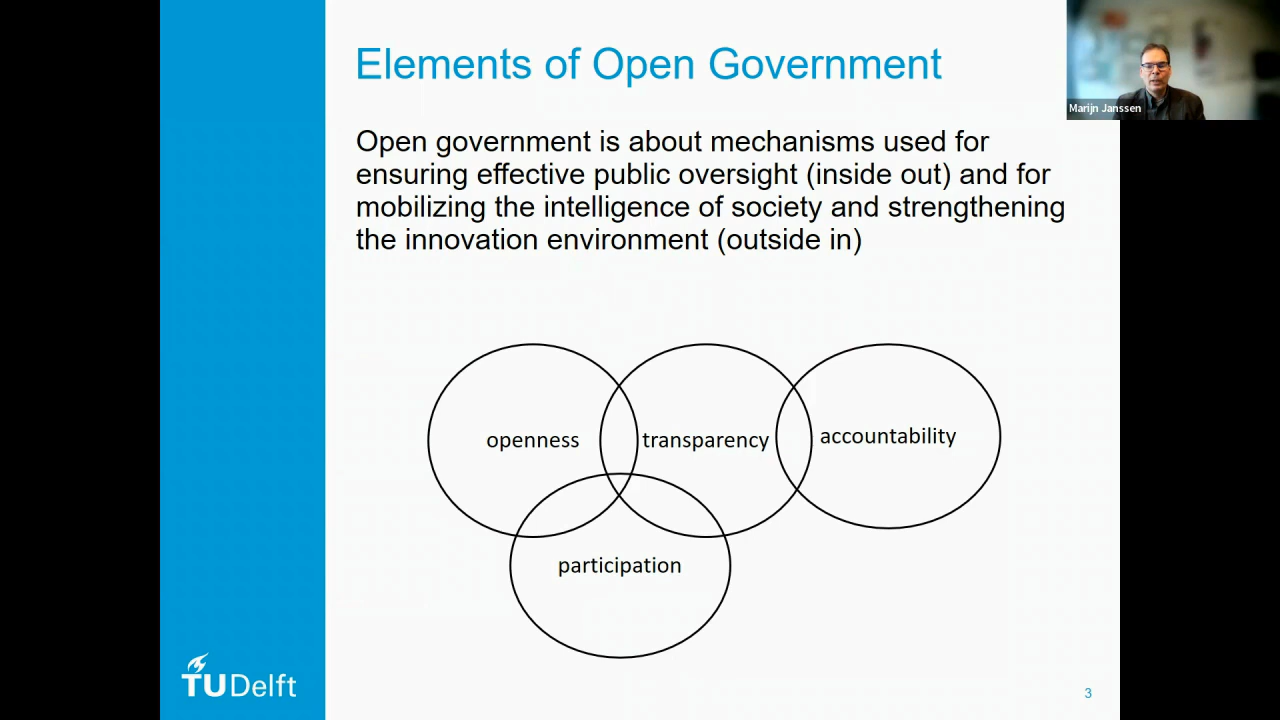 Elements of Open Government
Marijn Janssen
Open government is about mechanisms used for
ensuring effective public oversight (inside out) and for
mobilizing the intelligence of society and strengthening
the innovation environment (outside in)
openness
transparency
accountability
participation
TU Delft
3